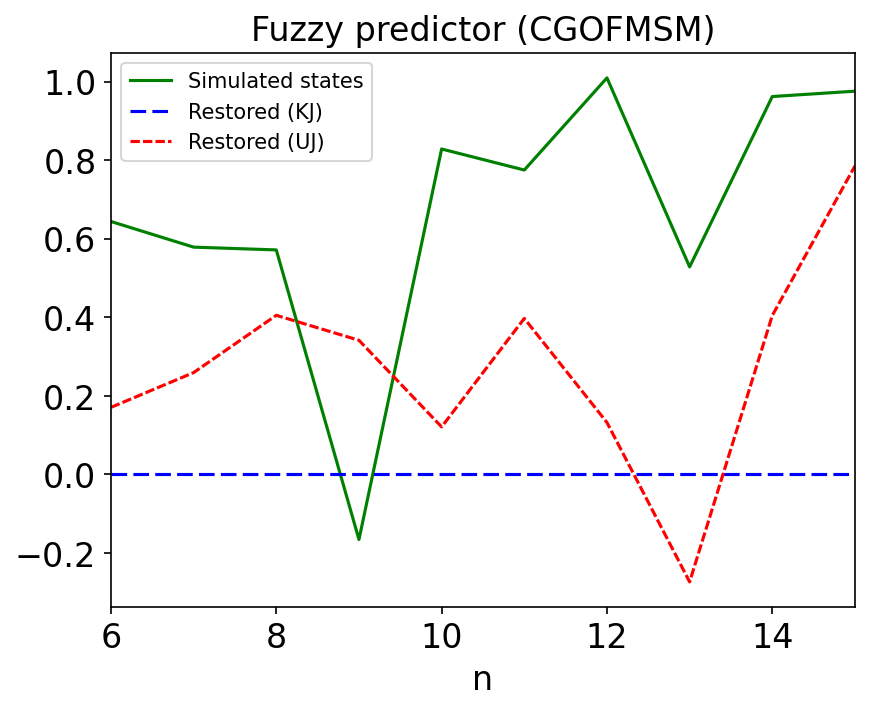 Fuzzy predictor (CGOFMSM)
Simulated states
Restored (KJ)
Restored (UJ)
1.0
0.8
0.6
0.4
0.2
0.0
−0.2
6 8 10 12 14
n